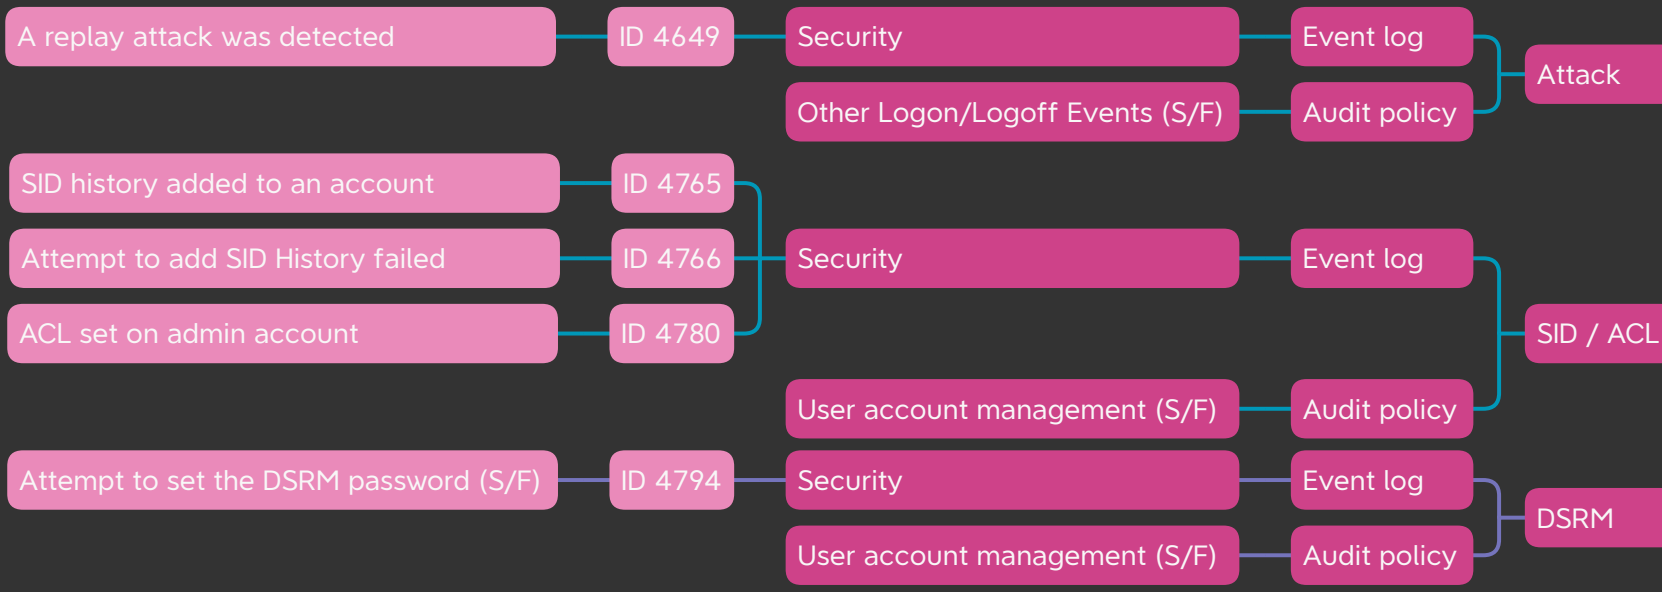 A replay attack was detected
ID 4649
Security
Event log
Attack
Other Logon/Logoff Events (S/F)
Audit policy
SID history added to an account
ID 4765
Attempt to add SID History failed
ID 4766
Security
Event log
ACL set on admin account
ID 4780
SID / ACL
User account management (S/F)
Audit policy
Attempt to set the DSRM password (S/F)
ID 4794
Security
Event log
DSRM
User account management (S/F)
Audit policy